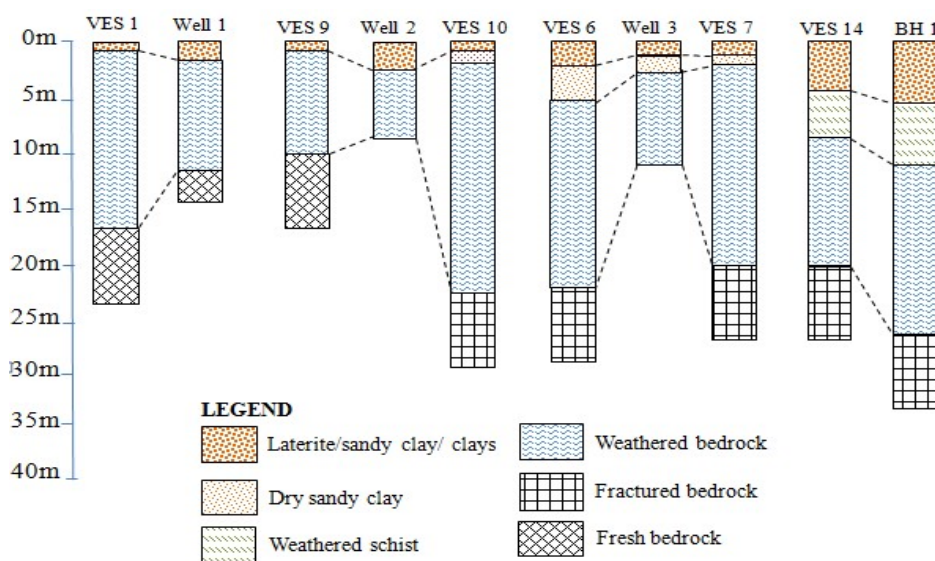 VES 1 Well 1 VES 9 Well 2 VES 10 VES 6 Well 3 VES 7 VES 14 BH 1
0m
5m
10m
15m
20m
25m
30m
35m
40m
LEGEND
Laterite/sandy clay/ clays
Dry sandy clay
Weathered schist
Weathered bedrock
Fractured bedrock
Fresh bedrock